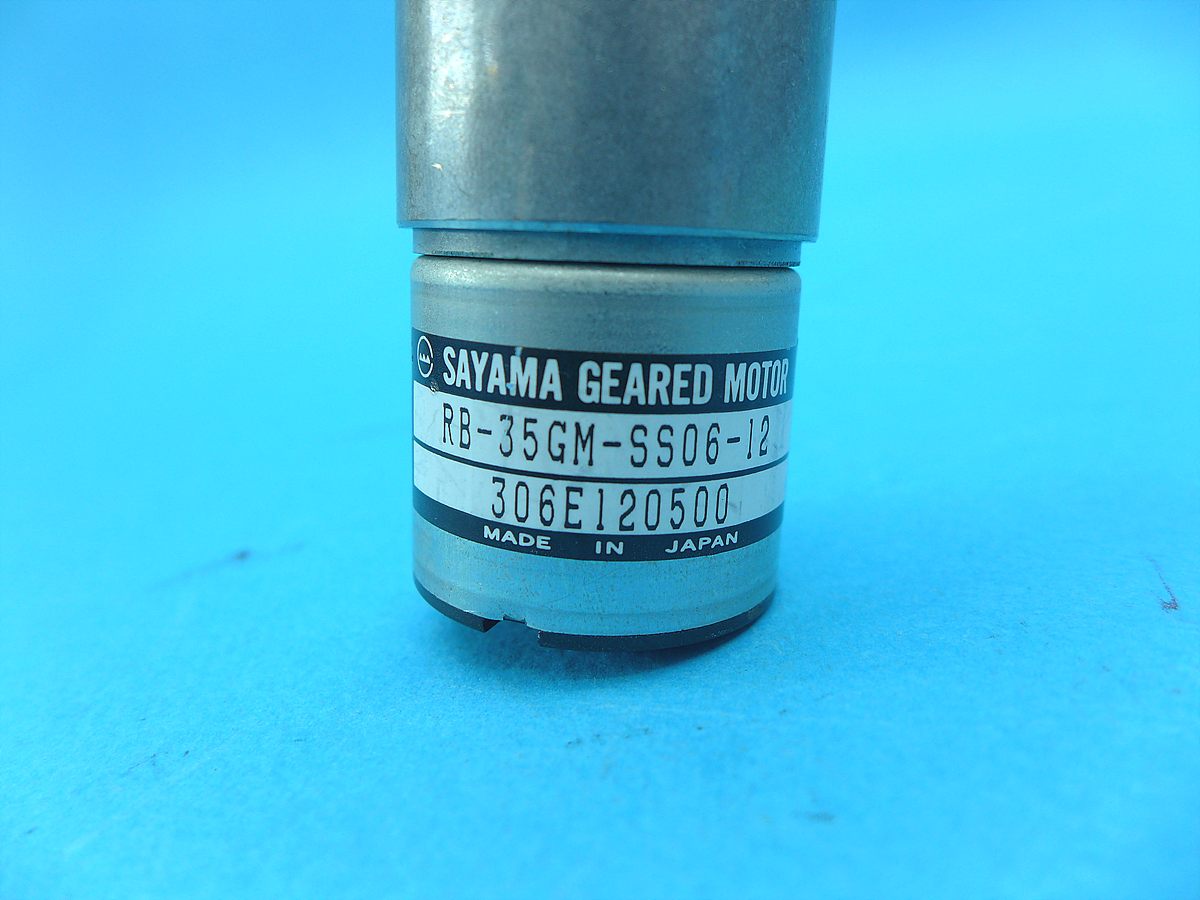 SAYAMA GEARED MOTOR
RB-35GM-SS06-12
306E120500
MADE IN JAPAN